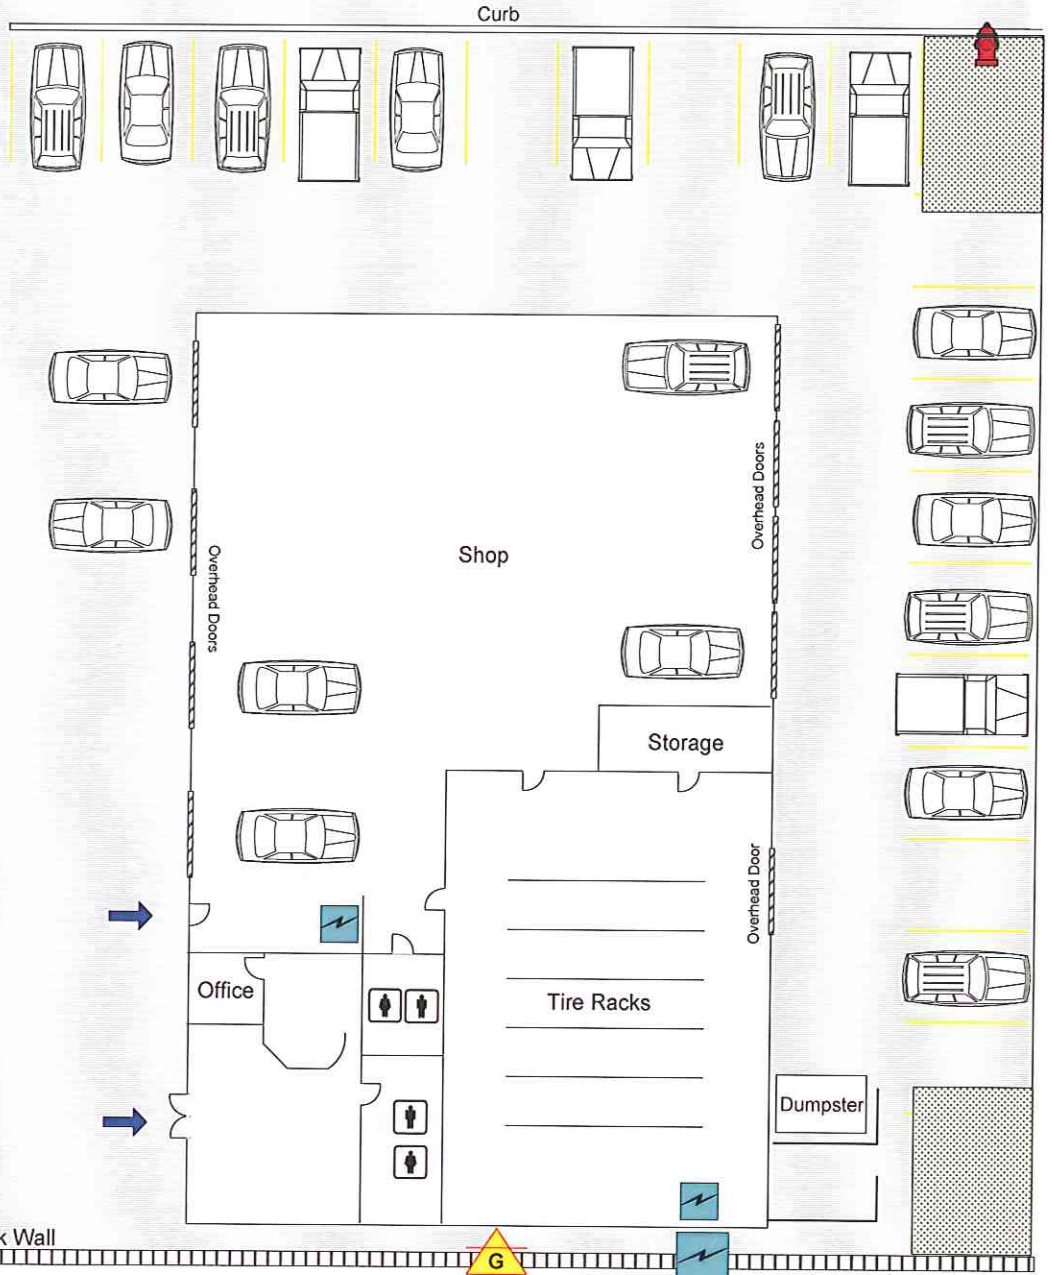 Curb
Overhead Doors
Shop
Overhead Doors
Storage
Overhead Door
Office
Tire Racks
Dumpster
k Wall
G